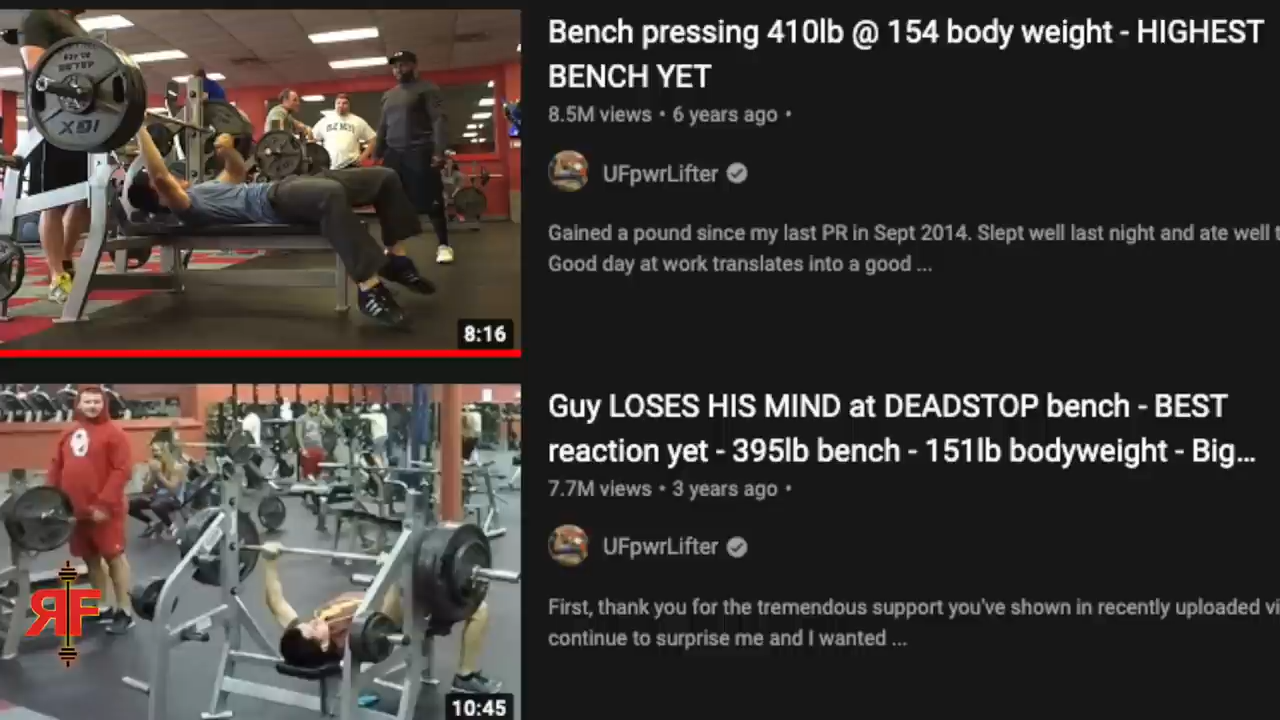 Bench pressing 410lb @ 154 body weight - HIGHEST
BENCH YET
8.5M views • 6 years ago •
UFpwrLifter
Gained a pound since my last PR in Sept 2014. Slept well last night and ate well
Good day at work translates into a good ...
8:16
Guy LOSES HIS MIND at DEADSTOP bench - BEST
reaction yet - 395lb bench - 151lb bodyweight - Big...
7.7M views • 3 years ago •
UFpwrLifter
First, thank you for the tremendous support you've shown in recently uploaded
continue to surprise me and I wanted ...
10:45
RF